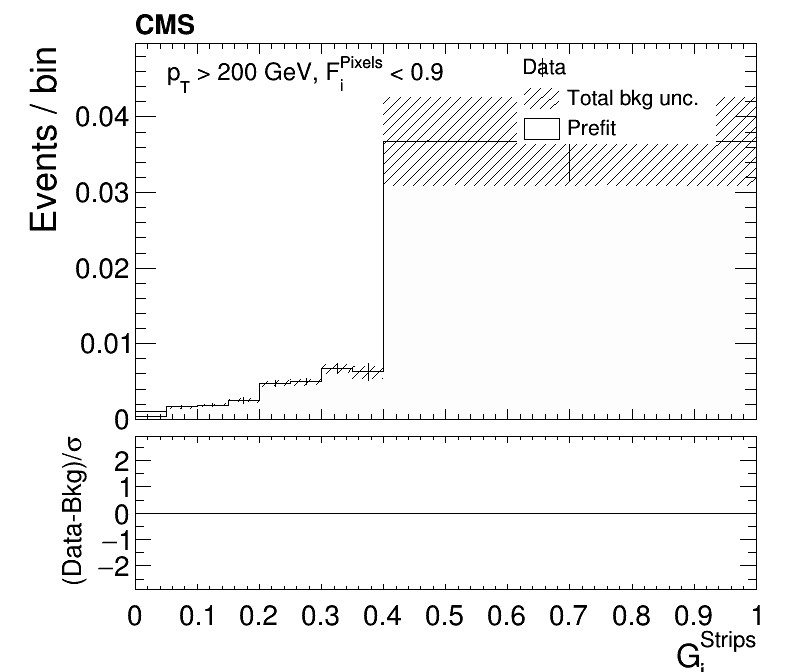 CMS
p_T > 200 GeV, F_i^Pixels < 0.9
Data
Total bkg unc.
Prefit
Events / bin
0.04
0.03
0.02
0.01
0
(Data-Bkg)/σ
2
1
0
−1
−2
0 0.1 0.2 0.3 0.4 0.5 0.6 0.7 0.8 0.9 1
G_i^Strips